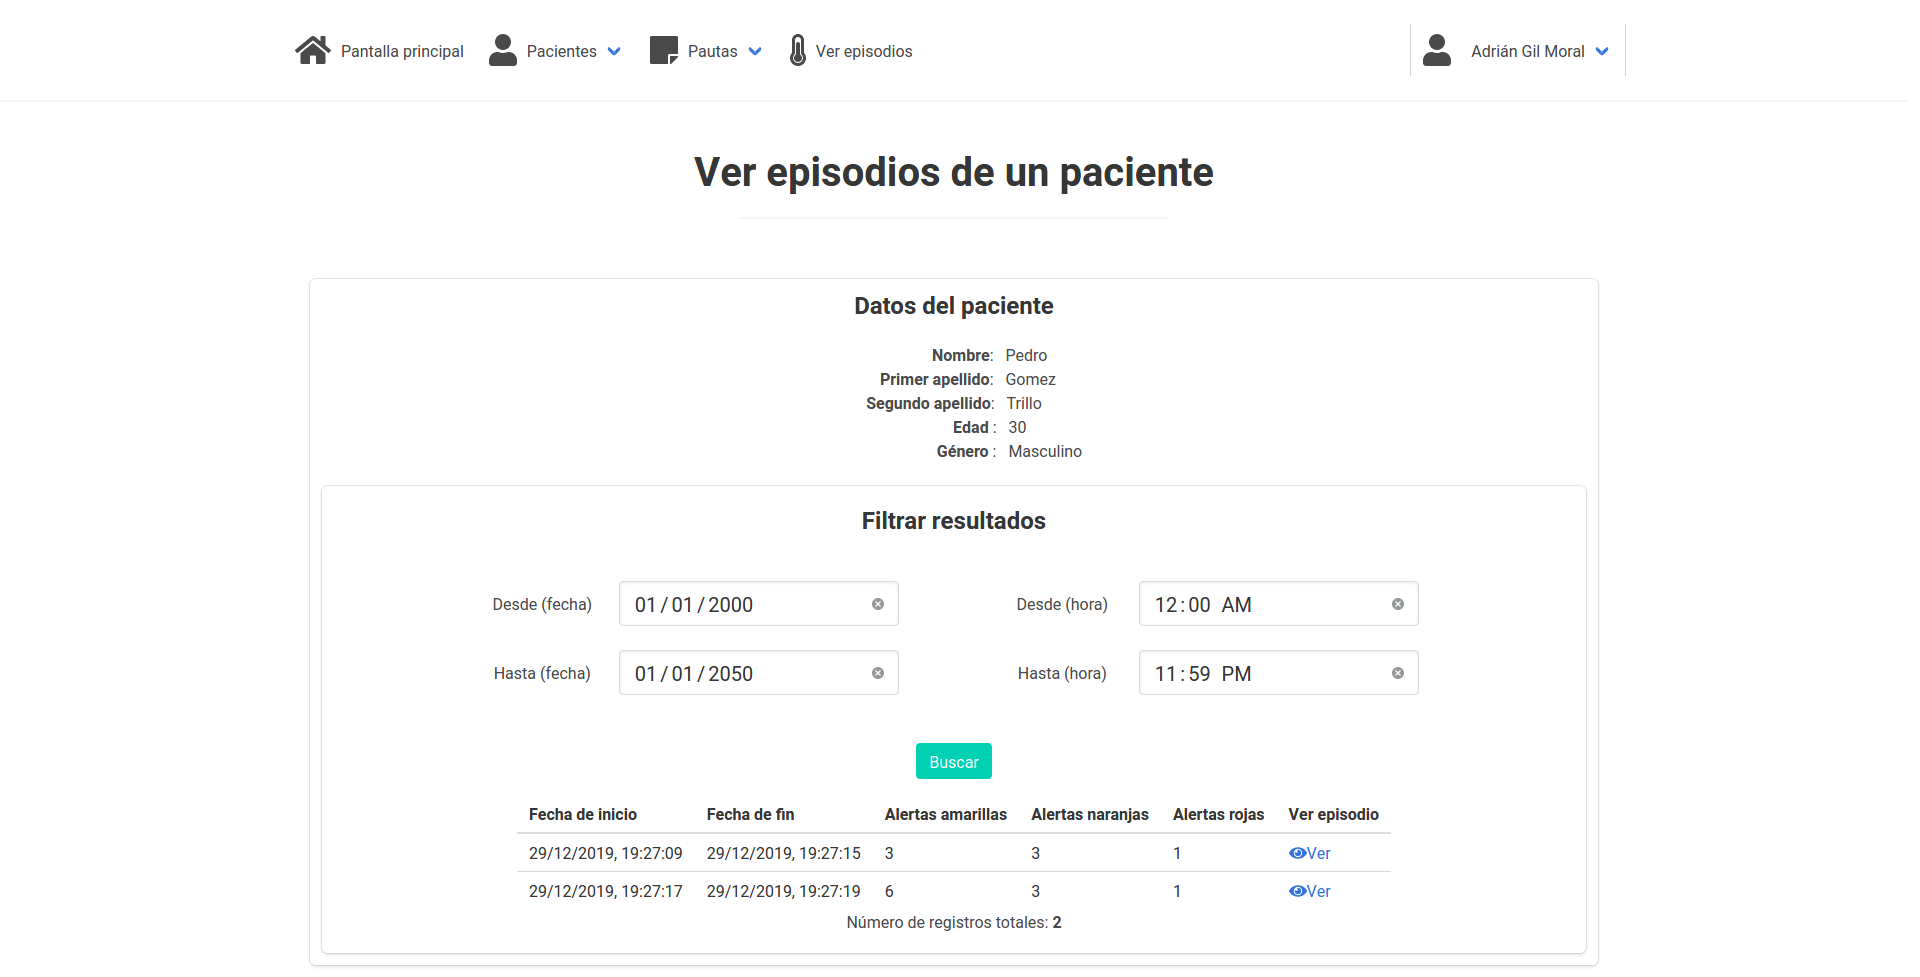 Pantalla principal Pacientes Pautas Ver episodios Adrián Gil Moral
Ver episodios de un paciente
Datos del paciente
Nombre: Pedro
Primer apellido: Gomez
Segundo apellido: Trillo
Edad : 30
Género : Masculino
Filtrar resultados
Desde (fecha) 01/01/2000 Desde (hora) 12:00 AM
Hasta (fecha) 01/01/2050 Hasta (hora) 11:59 PM
Buscar
Fecha de inicio Fecha de fin Alertas amarillas Alertas naranjas Alertas rojas Ver episodio
29/12/2019, 19:27:09 29/12/2019, 19:27:15 3 3 1 Ver
29/12/2019, 19:27:17 29/12/2019, 19:27:19 6 3 1 Ver
Número de registros totales: 2